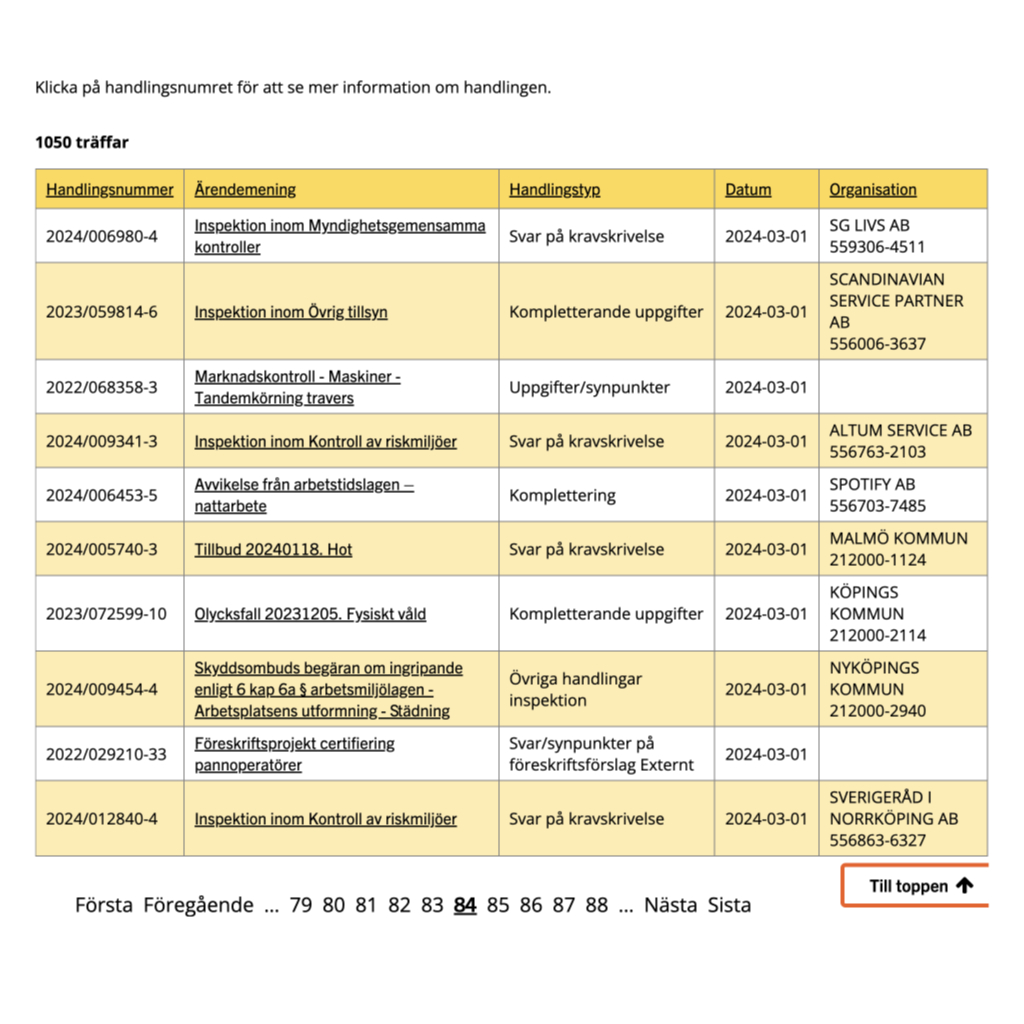 Klicka på handlingsnumret för att se mer information om handlingen.
1050 träffar
Handlingsnummer Ärendemening Handlingstyp Datum Organisation
2024/006980-4
Inspektion inom Myndighetsgemensamma
kontroller
Svar på kravskrivelse
2024-03-01
SG LIVS AB
559306-4511
2023/059814-6
Inspektion inom Övrig tillsyn
Kompletterande uppgifter
2024-03-01
SCANDINAVIAN
SERVICE PARTNER
AB
556006-3637
2022/068358-3
Marknadskontroll - Maskiner -
Tandemkörning travers
Uppgifter/synpunkter
2024-03-01
2024/009341-3
Inspektion inom Kontroll av riskmiljöer
Svar på kravskrivelse
2024-03-01
ALTUM SERVICE AB
556763-2103
2024/006453-5
Avvikelse från arbetstidslagen –
nattarbete
Komplettering
2024-03-01
SPOTIFY AB
556703-7485
2024/005740-3
Tillbud 20240118. Hot
Svar på kravskrivelse
2024-03-01
MALMÖ KOMMUN
212000-1124
2023/072599-10
Olycksfall 20231205. Fysiskt våld
Kompletterande uppgifter
2024-03-01
KÖPINGS
KOMMUN
212000-2114
2024/009454-4
Skyddsombuds begäran om ingripande
enligt 6 kap 6a § arbetsmiljölagen -
Arbetsplatsens utformning - Städning
Övriga handlingar
inspektion
2024-03-01
NYKÖPINGS
KOMMUN
212000-2940
2022/029210-33
Föreskriftsprojekt certifiering
pannoperatörer
Svar/synpunkter på
föreskriftsförslag Externt
2024-03-01
2024/012840-4
Inspektion inom Kontroll av riskmiljöer
Svar på kravskrivelse
2024-03-01
SVERIGERÅD I
NORRKÖPING AB
556863-6327
Till toppen
Första Föregående ... 79 80 81 82 83 84 85 86 87 88 ... Nästa Sista